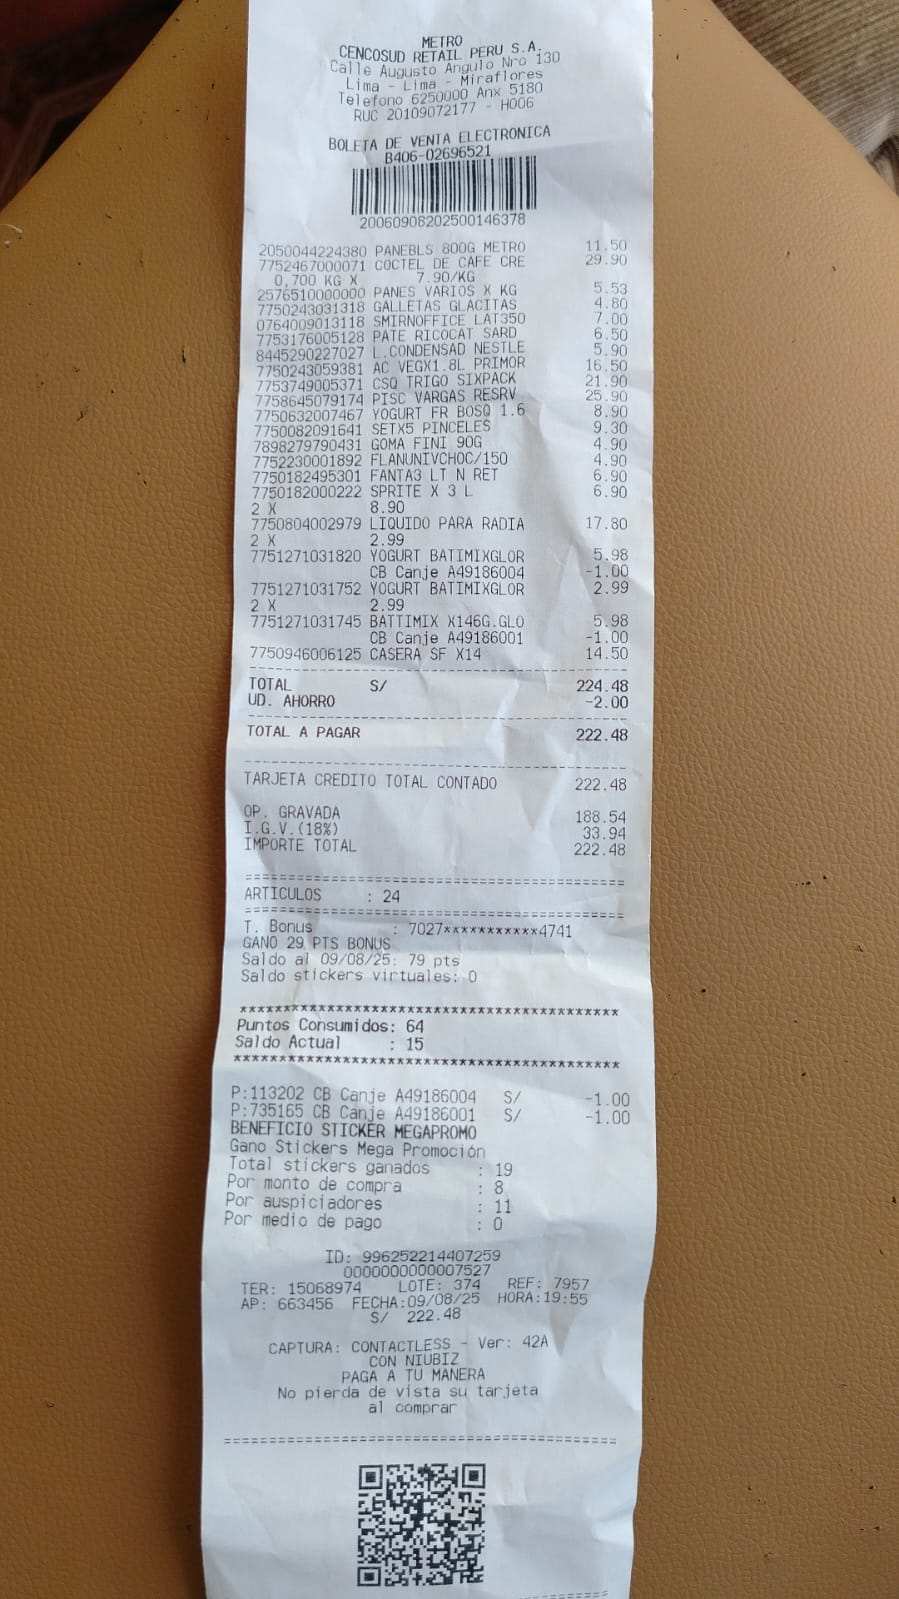 METRO
CENCOSUD RETAIL PERU S.A.
Calle Augusto Angulo Nro 130
Lima - Lima - Miraflores
Telefono 6250000 Anx 5180
RUC 20109072177 - H006
BOLETA DE VENTA ELECTRONICA
B406-02696521
20060908202500146378
2050044224380 PANEBLS 800G METRO 11.50
7752467000071 COCTEL DE CAFE CRE 29.90
0.700 KG X 7.90/KG
2576510000000 PANES VARIOS X KG 5.53
7750243031318 GALLETAS GLACITAS 4.80
0764009013118 SMIRNOFFICE LAT350 7.00
7753176005128 PATE RICOCAT SARD 6.50
8445290227027 L.CONDENSAD NESTLE 5.90
7750243059381 AC VEGX1.8L PRIMOR 16.50
7753749005371 CSQ TRIGO SIXPACK 21.90
7758645079174 PISC VARGAS RESRV 25.90
7750632007467 YOGURT FR BOSQ 1.6 8.90
7750082091641 SETX5 PINCELES 9.30
7898279790431 GOMA FINI 90G 4.90
7752230001892 FLANUNIVCHOC/150 4.90
7750182495301 FANTA3 LT N RET 6.90
7750182000222 SPRITE X 3 L 6.90
2 X 8.90
7750804002979 LIQUIDO PARA RADIA 17.80
2 X 2.99
7751271031820 YOGURT BATIMIXGLOR 5.98
CB Canje A49186004 -1.00
7751271031752 YOGURT BATIMIXGLOR 2.99
2 X 2.99
7751271031745 BATTIMIX X146G.GLO 5.98
CB Canje A49186001 -1.00
7750946006125 CASERA SF X14 14.50
TOTAL S/ 224.48
UD. AHORRO -2.00
TOTAL A PAGAR 222.48
TARJETA CREDITO TOTAL CONTADO 222.48
OP. GRAVADA 188.54
I.G.V.(18%) 33.94
IMPORTE TOTAL 222.48
ARTICULOS : 24
T. Bonus : 7027***********4741
GANO 29 PTS BONUS
Saldo al 09/08/25: 79 pts
Saldo stickers virtuales: 0
Puntos Consumidos: 64
Saldo Actual : 15
P:113202 CB Canje A49186004 S/ -1.00
P:735165 CB Canje A49186001 S/ -1.00
BENEFICIO STICKER MEGAPROMO
Gano Stickers Mega Promoción
Total stickers ganados : 19
Por monto de compra : 8
Por auspiciadores : 11
Por medio de pago : 0
ID: 996252214407259
0000000000007527
TER: 15068974 LOTE: 374 REF: 7957
AP: 663456 FECHA:09/08/25 HORA:19:55
S/ 222.48
CAPTURA: CONTACTLESS - Ver: 42A
CON NIUBIZ
PAGA A TU MANERA
No pierda de vista su tarjeta
al comprar